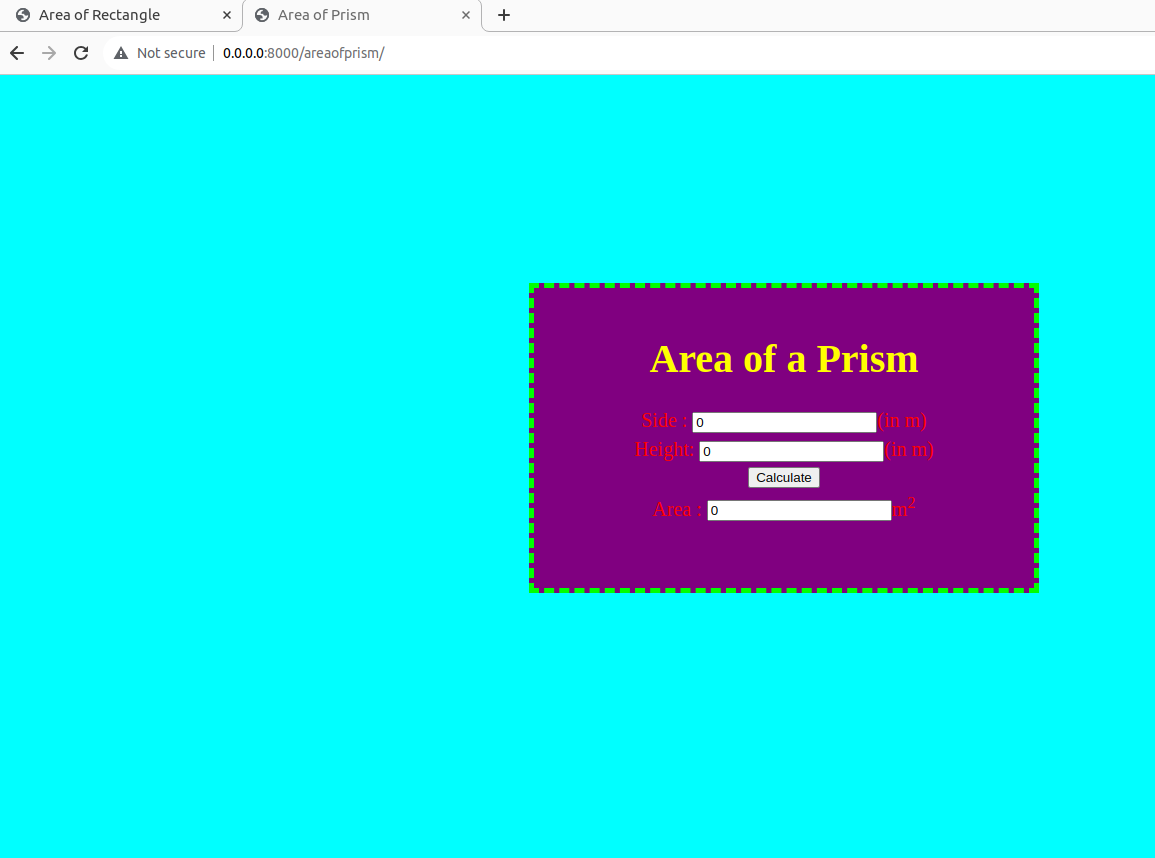 Area of Rectangle × Area of Prism × +
Not secure | 0.0.0.0:8000/areaofprism/
Area of a Prism
Side : 0 (in m)
Height: 0 (in m)
Calculate
Area : 0 m²